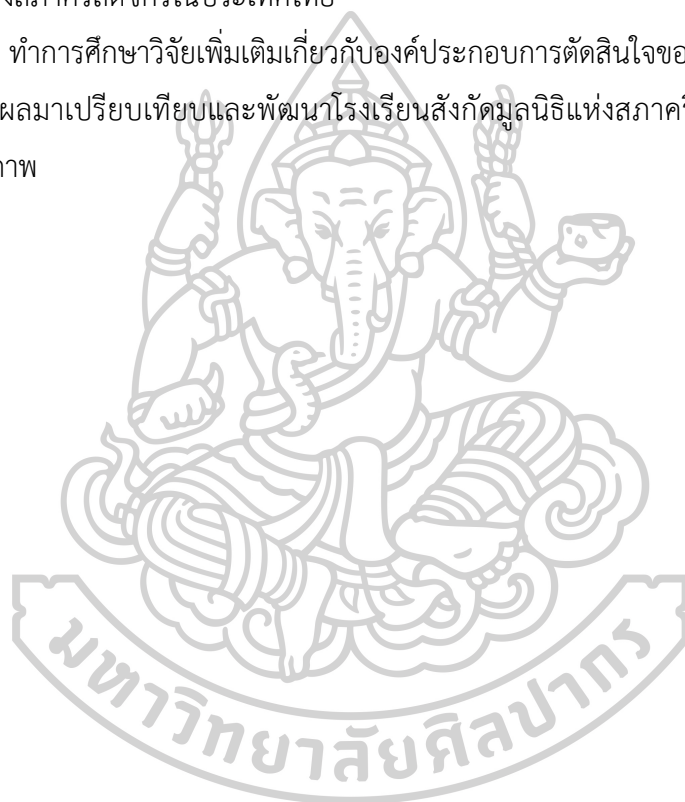 ทำการศึกษาวิจัยเพิ่มเติมเกี่ยวกับองค์ประกอบการตัดสินใจขอ
ผลมาเปรียบเทียบและพัฒนาโรงเรียนสังกัดมูลนิธิแห่งสภาคริ
าพ
มหาวิทยาลัยศิลปากร